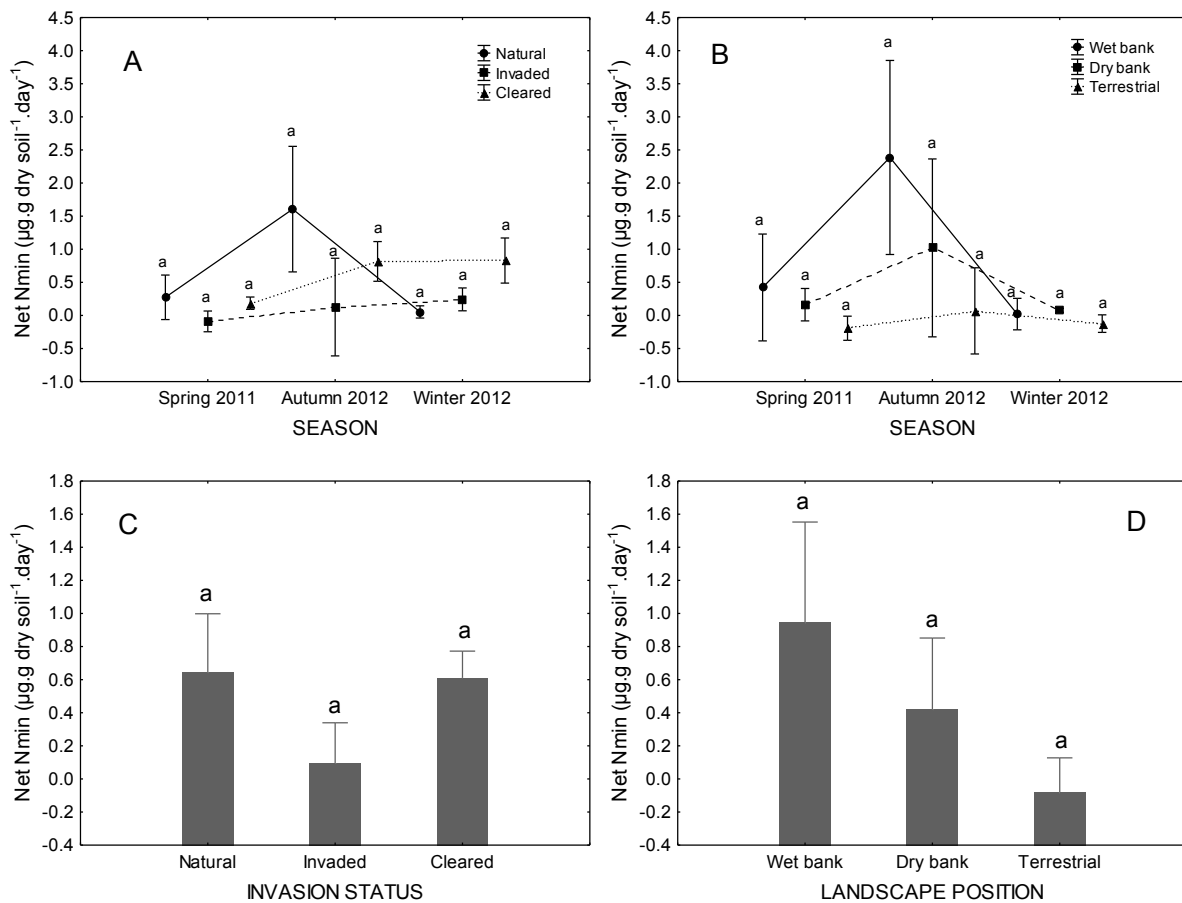 A
Natural
Invaded
Cleared
4.5
4.0
3.5
3.0
2.5
2.0
1.5
1.0
0.5
0.0
-0.5
-1.0
Net Nmin (µg.g dry soil⁻¹.day⁻¹)
a a a a a a a a a
Spring 2011 Autumn 2012 Winter 2012
SEASON
B
Wet bank
Dry bank
Terrestrial
4.5
4.0
3.5
3.0
2.5
2.0
1.5
1.0
0.5
0.0
-0.5
-1.0
Net Nmin (µg.g dry soil⁻¹.day⁻¹)
a a a a a a a a a
Spring 2011 Autumn 2012 Winter 2012
SEASON
C
1.8
1.6
1.4
1.2
1.0
0.8
0.6
0.4
0.2
0.0
-0.2
-0.4
Net Nmin (µg.g dry soil⁻¹.day⁻¹)
a a a
Natural Invaded Cleared
INVASION STATUS
D
1.8
1.6
1.4
1.2
1.0
0.8
0.6
0.4
0.2
0.0
-0.2
-0.4
Net Nmin (µg.g dry soil⁻¹.day⁻¹)
a a a
Wet bank Dry bank Terrestrial
LANDSCAPE POSITION